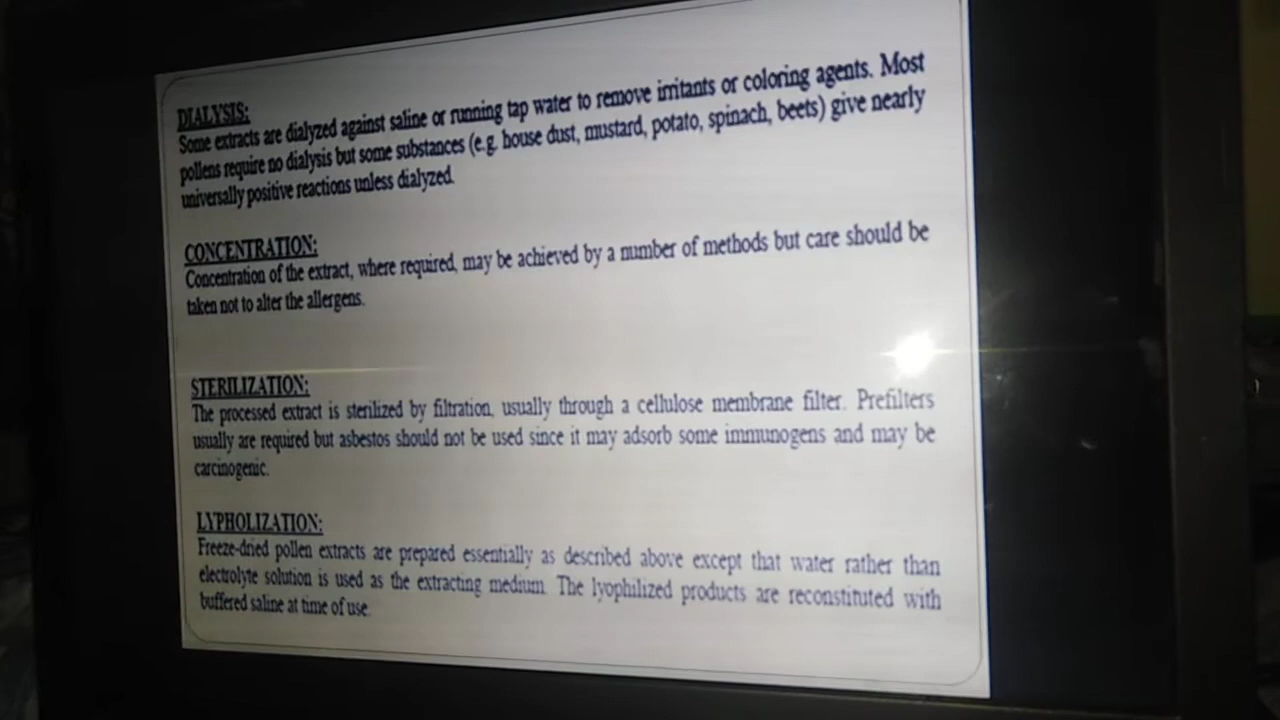 DIALYSIS:
Some extracts are dialyzed against saline or running tap water to remove irritants or coloring agents. Most
pollens require no dialysis but some substances (e.g. house dust, mustard, potato, spinach, beets) give nearly
universally positive reactions unless dialyzed.
CONCENTRATION:
Concentration of the extract, where required, may be achieved by a number of methods but care should be
taken not to alter the allergens.
STERILIZATION:
The processed extract is sterilized by filtration, usually through a cellulose membrane filter. Prefilters
usually are required but asbestos should not be used since it may adsorb some immunogens and may be
carcinogenic.
LYPHOLIZATION:
Freeze-dried pollen extracts are prepared essentially as described above except that water rather than
electrolyte solution is used as the extracting medium. The lyophilized products are reconstituted with
buffered saline at time of use.